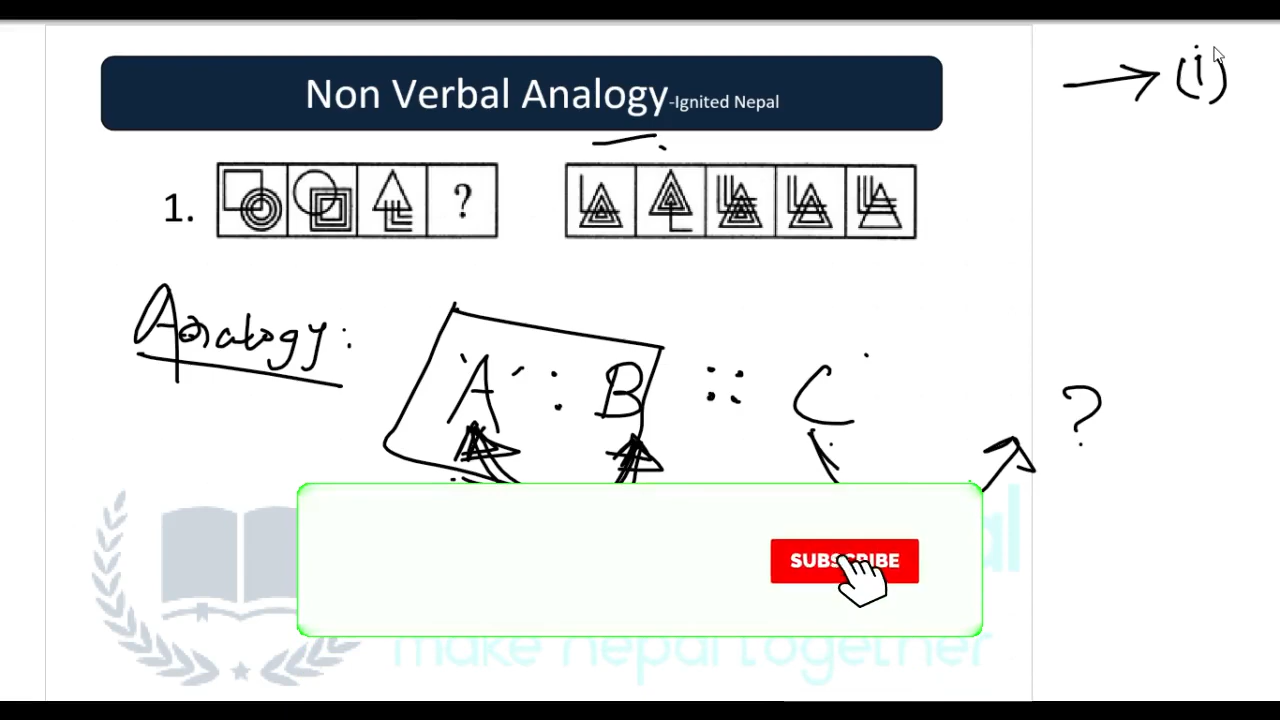 Non Verbal Analogy-Ignited Nepal
→ (i)
1.
?
Analogy:
'A' : B :: C ?
SUBSCRIBE
make nepal together